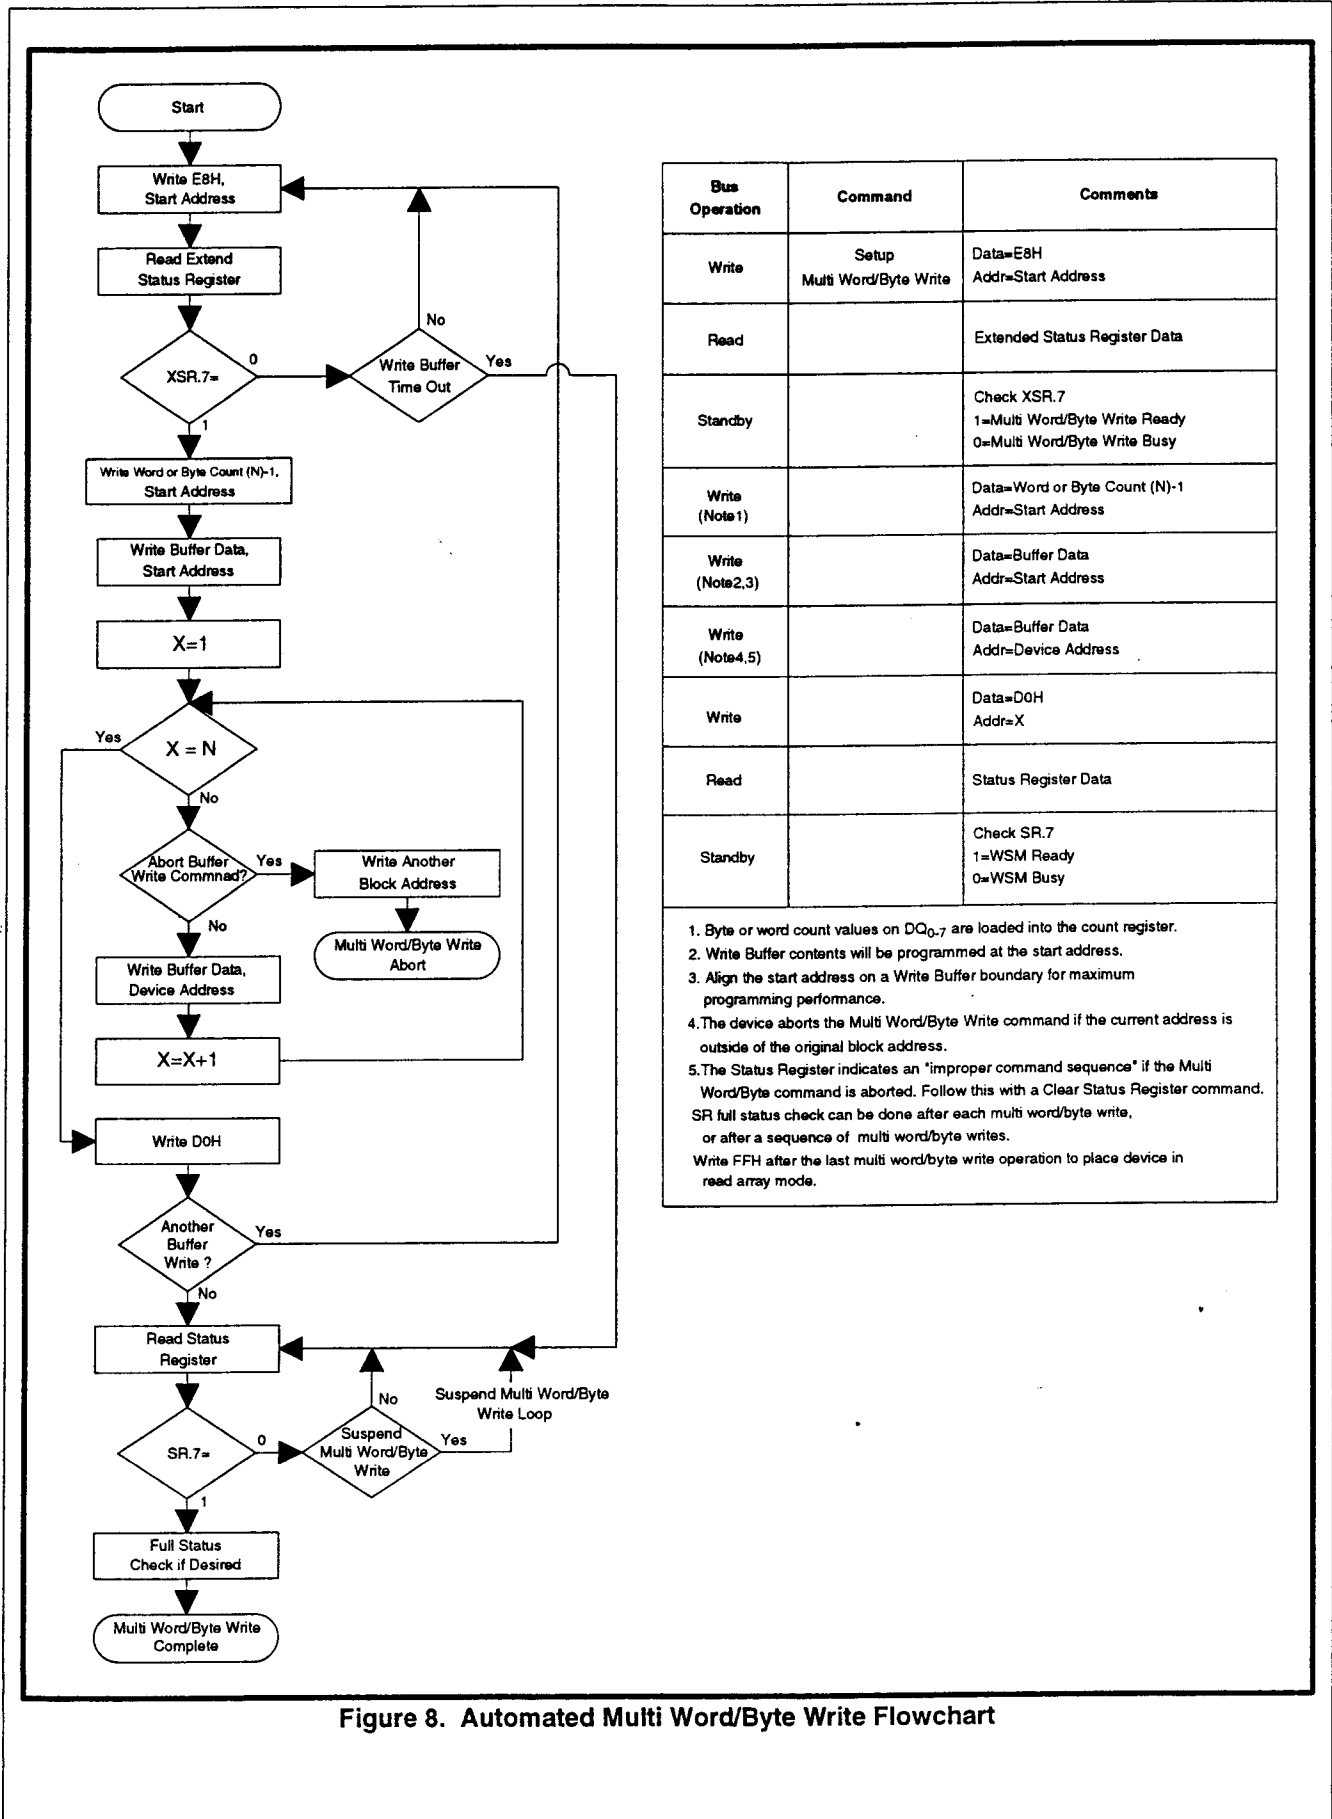 Start
Write E8H,
Start Address
Read Extend
Status Register
XSR.7=
0
1
Write Buffer
Time Out
No
Yes
Write Word or Byte Count (N)-1,
Start Address
Write Buffer Data,
Start Address
X=1
X = N
Yes
No
Abort Buffer
Write Commnad?
Yes
No
Write Another
Block Address
Multi Word/Byte Write
Abort
Write Buffer Data,
Device Address
X=X+1
Write D0H
Another
Buffer
Write ?
Yes
No
Read Status
Register
SR.7=
0
1
Suspend
Multi Word/Byte
Write
No
Yes
Suspend Multi Word/Byte
Write Loop
Full Status
Check if Desired
Multi Word/Byte Write
Complete
Bus
Operation
Command
Comments
Write
Setup
Multi Word/Byte Write
Data=E8H
Addr=Start Address
Read
Extended Status Register Data
Standby
Check XSR.7
1=Multi Word/Byte Write Ready
0=Multi Word/Byte Write Busy
Write
(Note1)
Data=Word or Byte Count (N)-1
Addr=Start Address
Write
(Note2,3)
Data=Buffer Data
Addr=Start Address
Write
(Note4,5)
Data=Buffer Data
Addr=Device Address
Write
Data=D0H
Addr=X
Read
Status Register Data
Standby
Check SR.7
1=WSM Ready
0=WSM Busy
1. Byte or word count values on DQ0-7 are loaded into the count register.
2. Write Buffer contents will be programmed at the start address.
3. Align the start address on a Write Buffer boundary for maximum
programming performance.
4.The device aborts the Multi Word/Byte Write command if the current address is
outside of the original block address.
5.The Status Register indicates an "improper command sequence" if the Multi
Word/Byte command is aborted. Follow this with a Clear Status Register command.
SR full status check can be done after each multi word/byte write,
or after a sequence of multi word/byte writes.
Write FFH after the last multi word/byte write operation to place device in
read array mode.
Figure 8. Automated Multi Word/Byte Write Flowchart